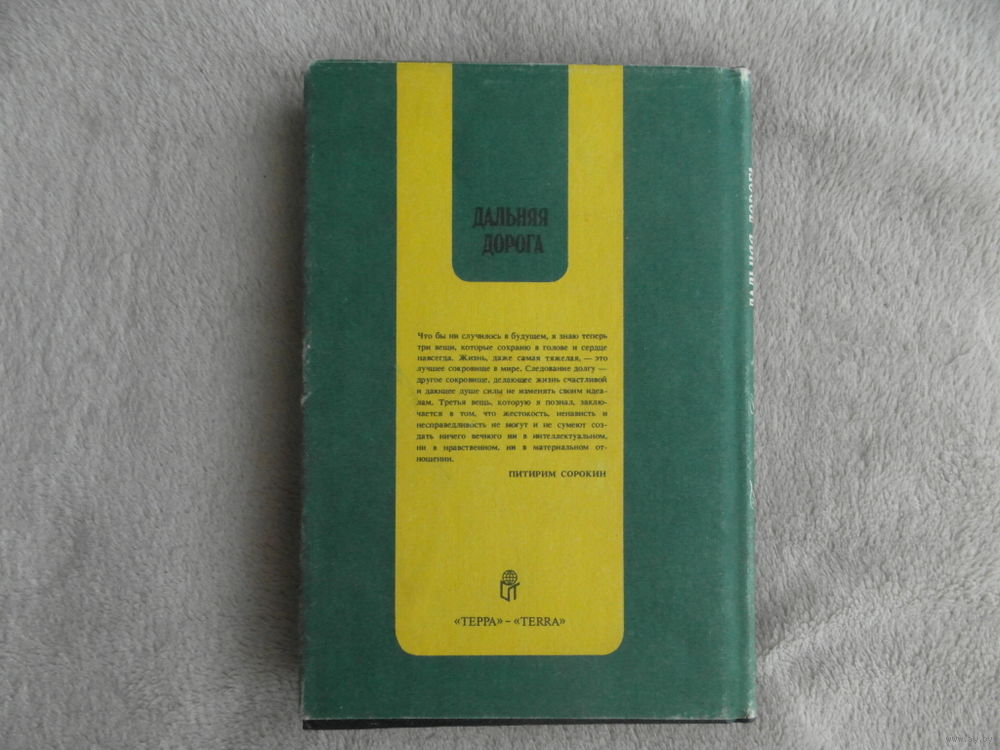 ДАЛЬНЯЯ
ДОРОГА
Что бы ни случилось в будущем, я знаю теперь
три вещи, которые сохраню в голове и сердце
навсегда. Жизнь, даже самая тяжелая, — это
лучшее сокровище в мире. Следование долгу —
другое сокровище, делающее жизнь счастливой
и дающее душе силы не изменять своим идеа-
лам. Третья вещь, которую я познал, заклю-
чается в том, что жестокость, ненависть и
несправедливость не могут и не сумеют соз-
дать ничего вечного ни в интеллектуальном,
ни в нравственном, ни в материальном от-
ношении.
ПИТИРИМ СОРОКИН
«ТЕРРА» – «TERRA»
ДАЛЬНЯЯ ДОРОГА